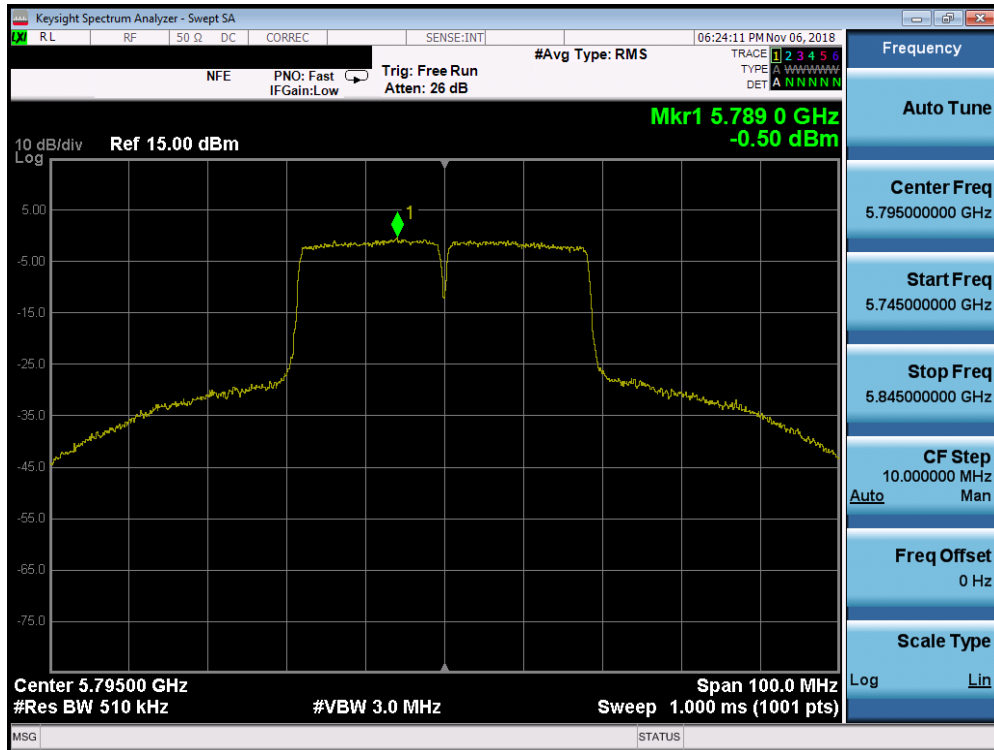 Keysight Spectrum Analyzer - Swept SA
LXI RL RF 50 Ω DC CORREC SENSE:INT 06:24:11 PM Nov 06, 2018
#Avg Type: RMS TRACE 1 2 3 4 5 6
NFE PNO: Fast Trig: Free Run TYPE A WWWWW
IFGain:Low Atten: 26 dB DET A N N N N N
Mkr1 5.789 0 GHz
-0.50 dBm
10 dB/div Ref 15.00 dBm
Log
1
5.00
-5.00
-15.0
-25.0
-35.0
-45.0
-55.0
-65.0
-75.0
Center 5.79500 GHz Span 100.0 MHz
#Res BW 510 kHz #VBW 3.0 MHz Sweep 1.000 ms (1001 pts)
MSG STATUS
Frequency
Auto Tune
Center Freq
5.795000000 GHz
Start Freq
5.745000000 GHz
Stop Freq
5.845000000 GHz
CF Step
10.000000 MHz
Auto Man
Freq Offset
0 Hz
Scale Type
Log Lin